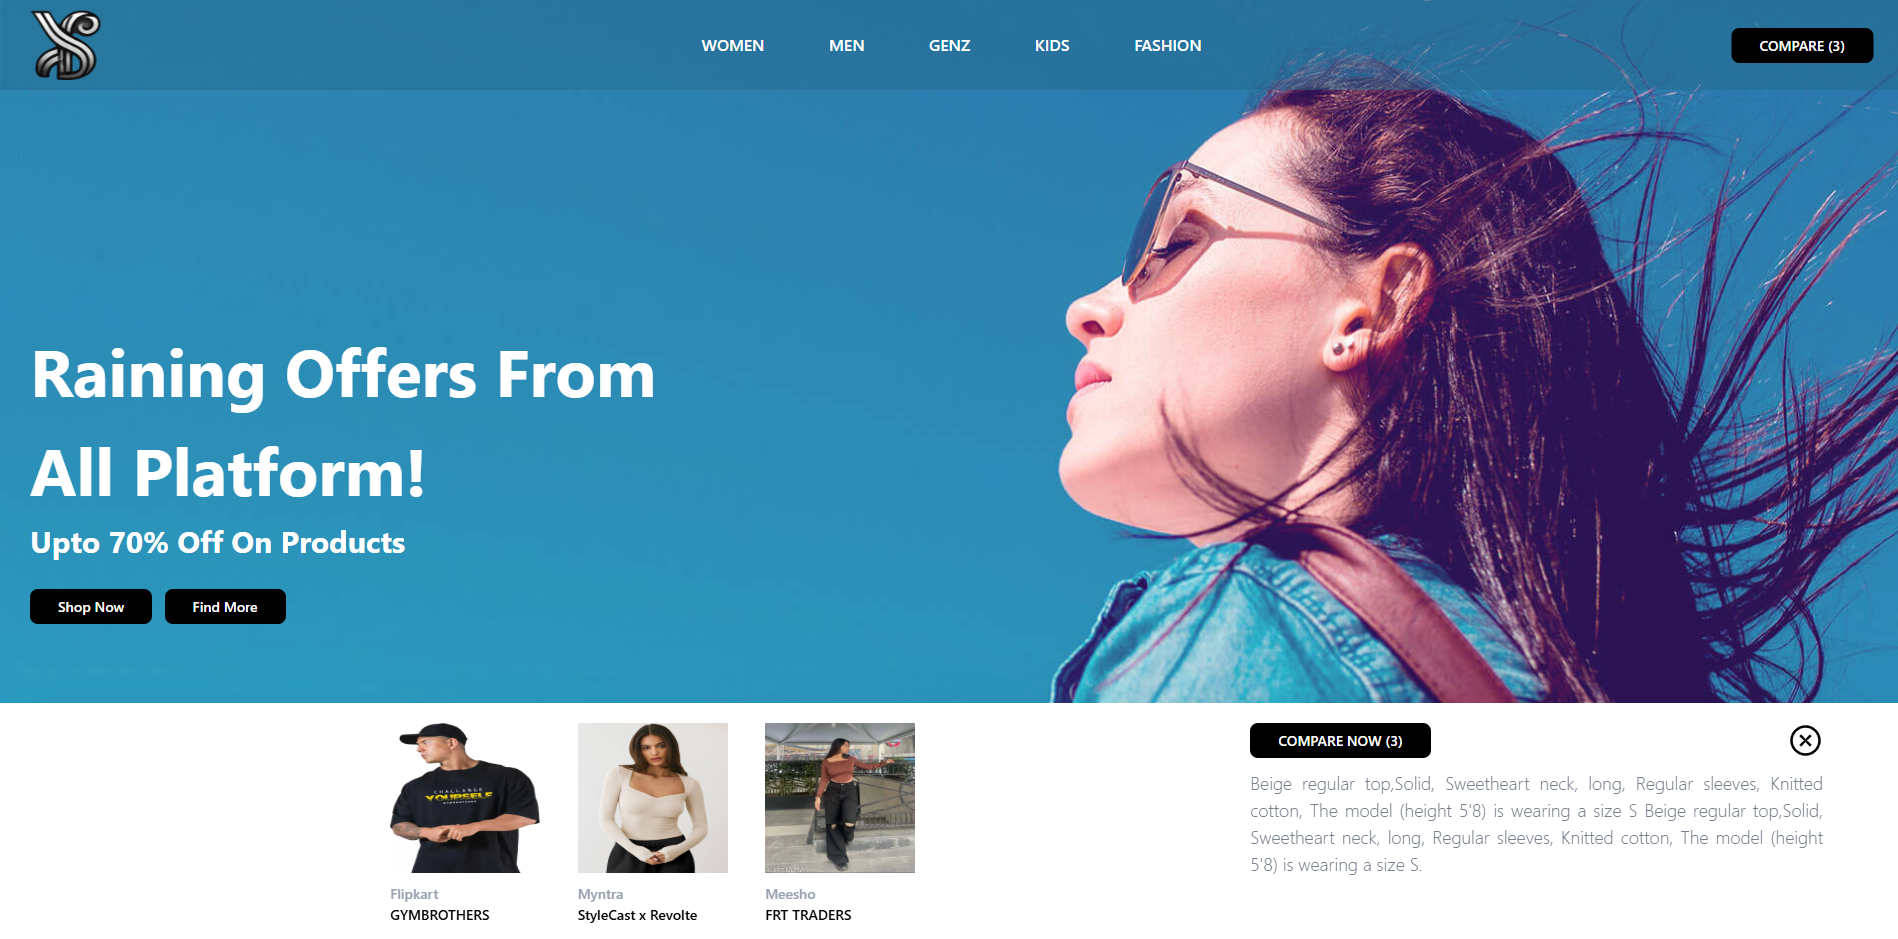 WOMEN MEN GENZ KIDS FASHION COMPARE (3)
Raining Offers From
All Platform!
Upto 70% Off On Products
Shop Now Find More
CHALLANGE
YOURSELF
GYMBROTHERS
Flipkart
GYMBROTHERS
Myntra
StyleCast x Revolte
Meesho
FRT TRADERS
COMPARE NOW (3)
Beige regular top,Solid, Sweetheart neck, long, Regular sleeves, Knitted
cotton, The model (height 5'8) is wearing a size S Beige regular top,Solid,
Sweetheart neck, long, Regular sleeves, Knitted cotton, The model (height
5'8) is wearing a size S.